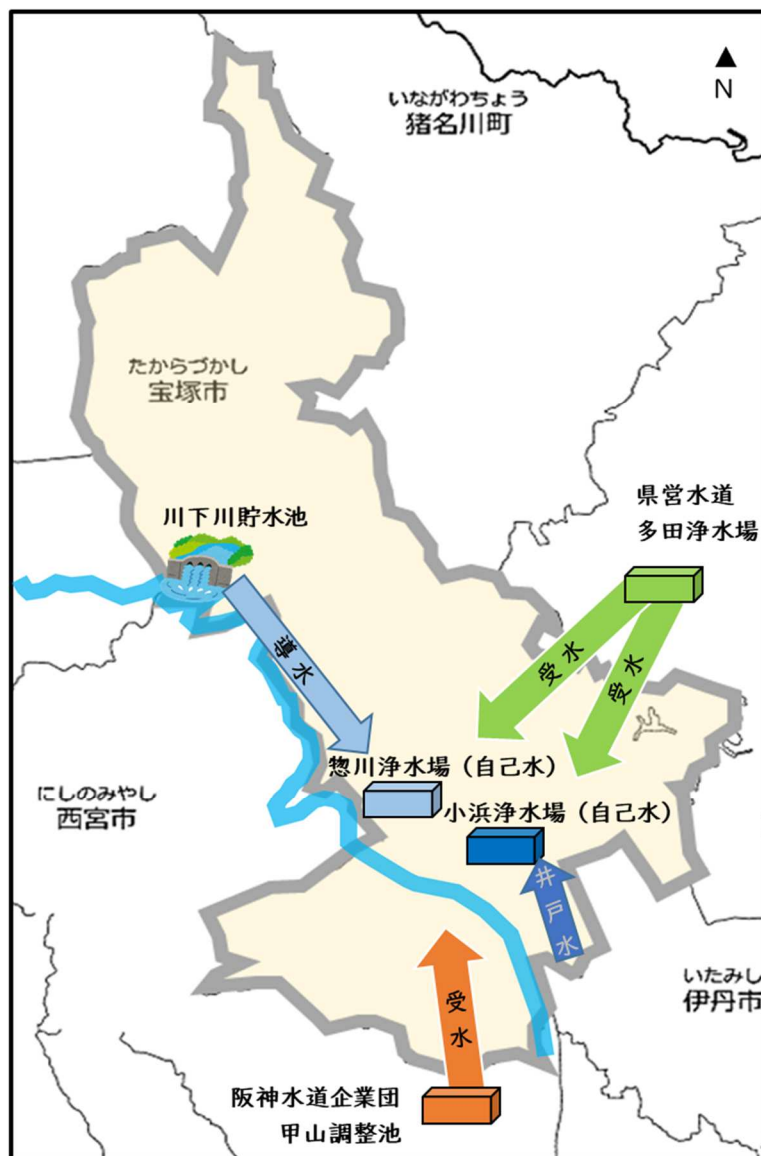 N
いながわちょう
猪名川町
たからづかし
宝塚市
川下川貯水池
県営水道
多田浄水場
導水
受水
受水
惣川浄水場（自己水）
小浜浄水場（自己水）
にしのみやし
西宮市
井戸水
いたみし
伊丹市
受水
阪神水道企業団
甲山調整池